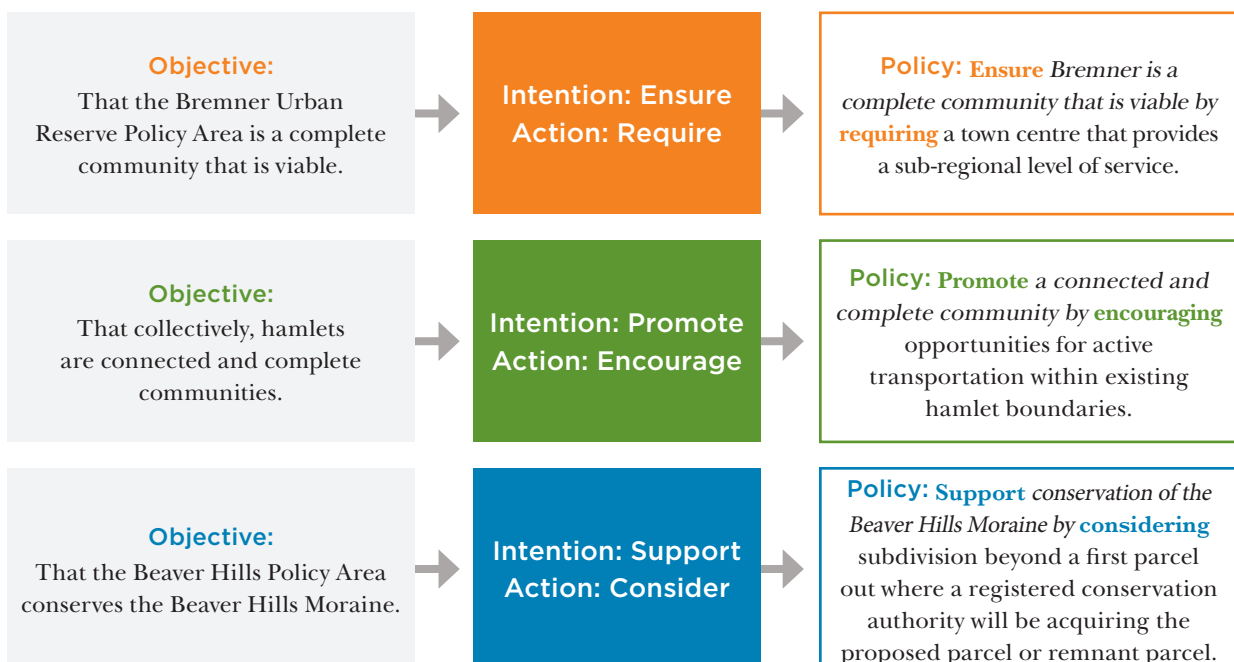 Objective:
That the Bremner Urban
Reserve Policy Area is a complete
community that is viable.
Intention: Ensure
Action: Require
Policy: Ensure Bremner is a
complete community that is viable by
requiring a town centre that provides
a sub-regional level of service.
Objective:
That collectively, hamlets
are connected and complete
communities.
Intention: Promote
Action: Encourage
Policy: Promote a connected and
complete community by encouraging
opportunities for active
transportation within existing
hamlet boundaries.
Objective:
That the Beaver Hills Policy Area
conserves the Beaver Hills Moraine.
Intention: Support
Action: Consider
Policy: Support conservation of the
Beaver Hills Moraine by considering
subdivision beyond a first parcel
out where a registered conservation
authority will be acquiring the
proposed parcel or remnant parcel.